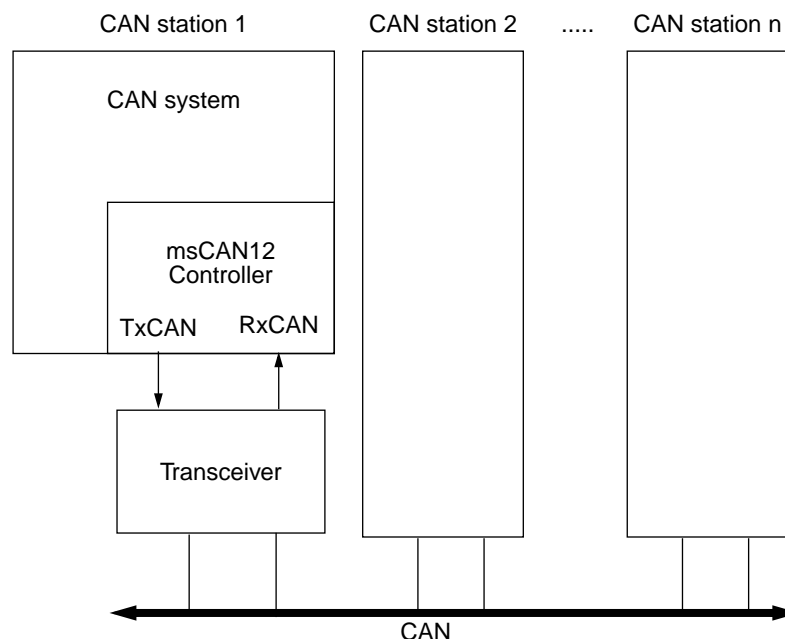 CAN station 1
CAN station 2
.....
CAN station n
CAN system
msCAN12
Controller
TxCAN
RxCAN
Transceiver
CAN